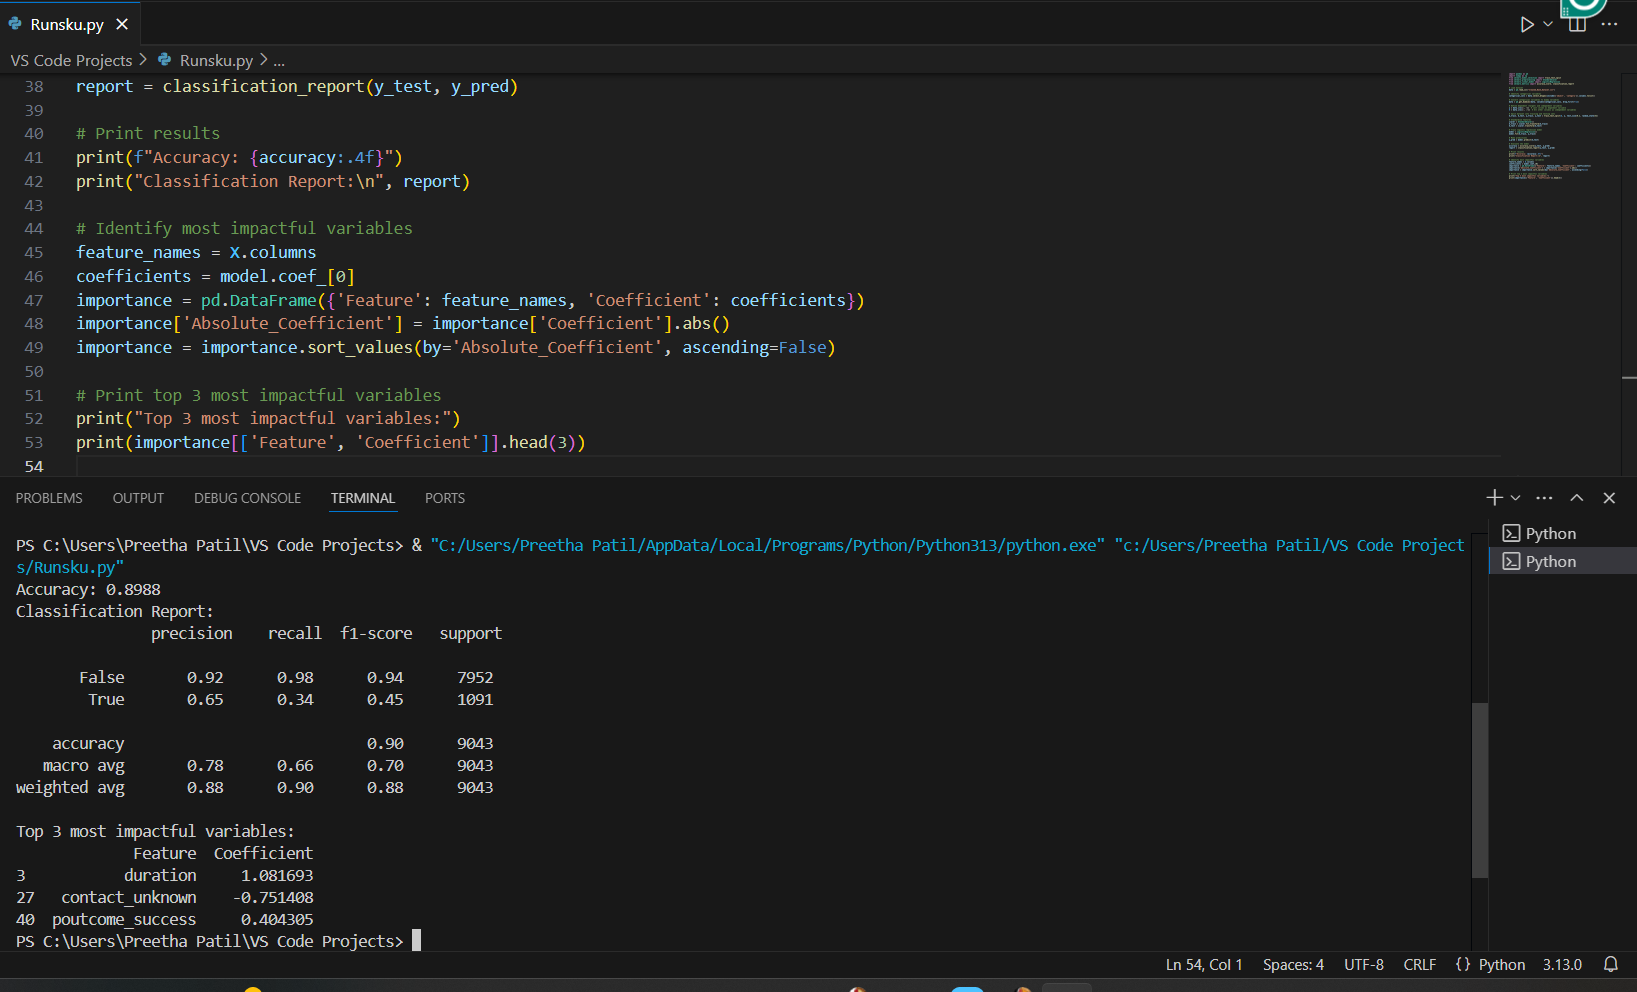 Runsku.py
VS Code Projects > Runsku.py > ...
38 report = classification_report(y_test, y_pred)
39
40 # Print results
41 print(f"Accuracy: {accuracy:.4f}")
42 print("Classification Report:\n", report)
43
44 # Identify most impactful variables
45 feature_names = X.columns
46 coefficients = model.coef_[0]
47 importance = pd.DataFrame({'Feature': feature_names, 'Coefficient': coefficients})
48 importance['Absolute_Coefficient'] = importance['Coefficient'].abs()
49 importance = importance.sort_values(by='Absolute_Coefficient', ascending=False)
50
51 # Print top 3 most impactful variables
52 print("Top 3 most impactful variables:")
53 print(importance[['Feature', 'Coefficient']].head(3))
54
PROBLEMS OUTPUT DEBUG CONSOLE TERMINAL PORTS
Python
Python
PS C:\Users\Preetha Patil\VS Code Projects> & "C:/Users/Preetha Patil/AppData/Local/Programs/Python/Python313/python.exe" "c:/Users/Preetha Patil/VS Code Project
s/Runsku.py"
Accuracy: 0.8988
Classification Report:
precision recall f1-score support
False 0.92 0.98 0.94 7952
True 0.65 0.34 0.45 1091
accuracy 0.90 9043
macro avg 0.78 0.66 0.70 9043
weighted avg 0.88 0.90 0.88 9043
Top 3 most impactful variables:
Feature Coefficient
3 duration 1.081693
27 contact_unknown -0.751408
40 poutcome_success 0.404305
PS C:\Users\Preetha Patil\VS Code Projects>
Ln 54, Col 1 Spaces: 4 UTF-8 CRLF {} Python 3.13.0